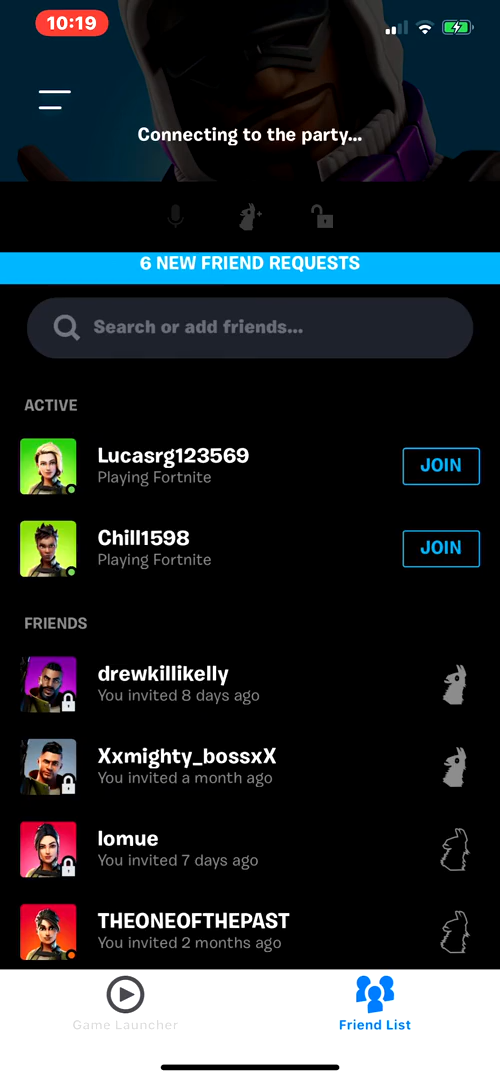 10:19
Connecting to the party...
6 NEW FRIEND REQUESTS
Search or add friends...
ACTIVE
Lucasrg123569
Playing Fortnite
JOIN
Chill1598
Playing Fortnite
JOIN
FRIENDS
drewkillikelly
You invited 8 days ago
Xxmighty_bossxX
You invited a month ago
lomue
You invited 7 days ago
THEONEOFTHEPAST
You invited 2 months ago
Game Launcher
Friend List